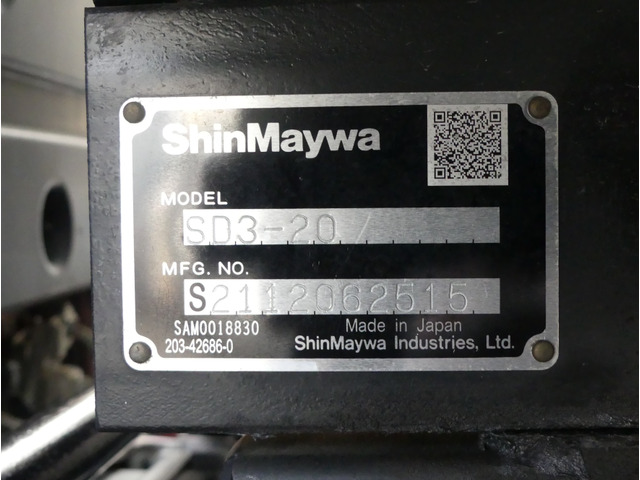 ShinMaywa
MODEL
SD3-20/
MFG. NO.
S2112062515
SAM0018830
Made in Japan
203-42686-0
ShinMaywa Industries, Ltd.